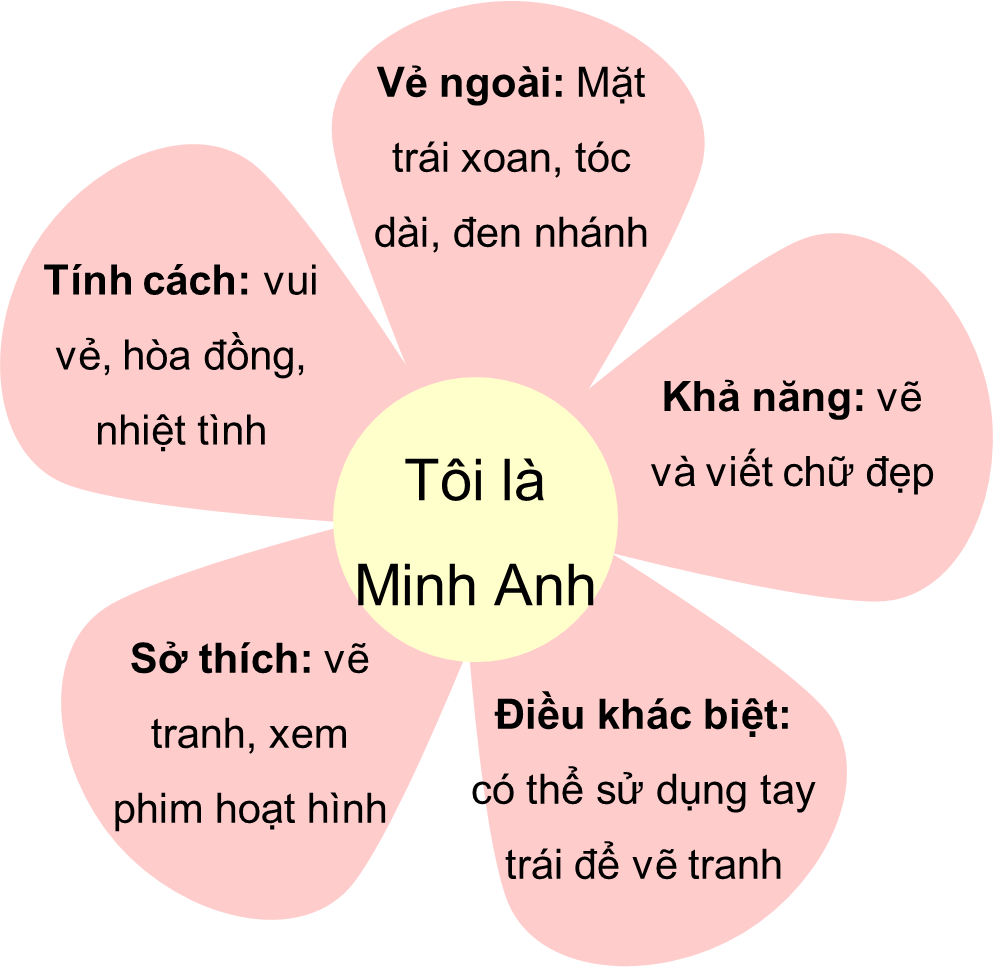 Vẻ ngoài: Mặt
trái xoan, tóc
dài, đen nhánh
Tính cách: vui
vẻ, hòa đồng,
nhiệt tình
Khả năng: vẽ
và viết chữ đẹp
Tôi là
Minh Anh
Sở thích: vẽ
tranh, xem
phim hoạt hình
Điều khác biệt:
có thể sử dụng tay
trái để vẽ tranh